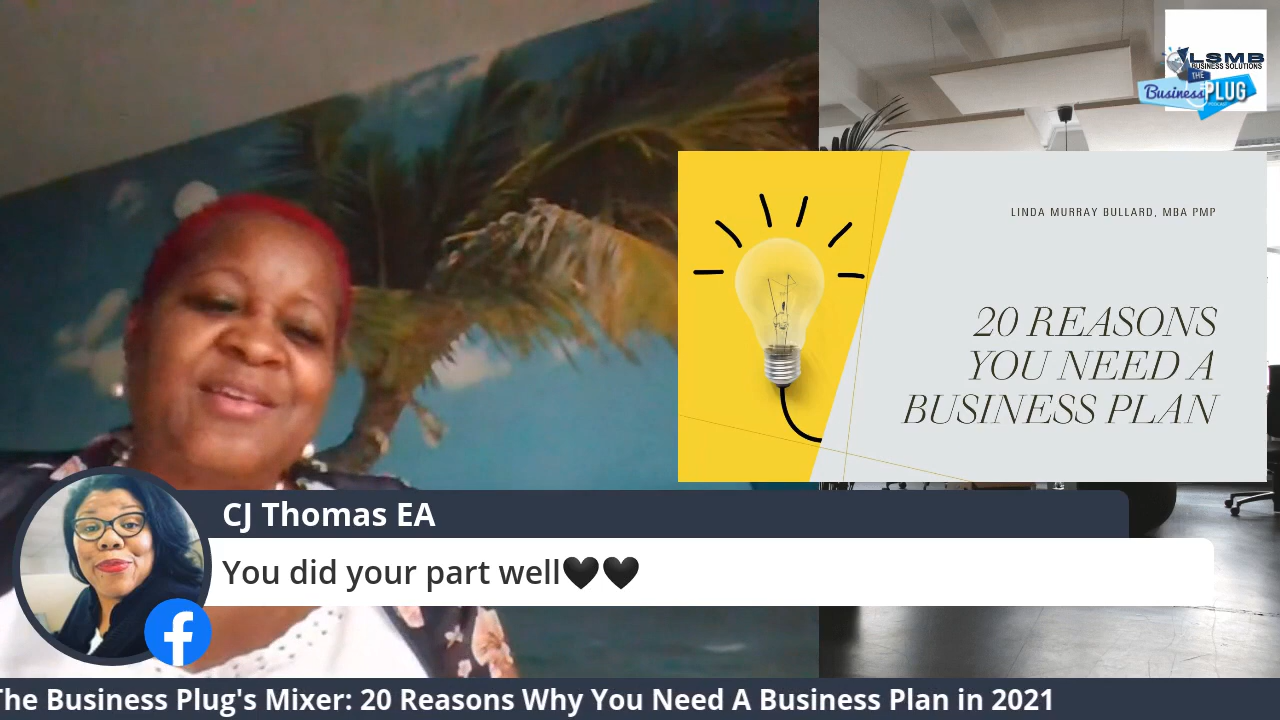 LSMB
BUSINESS SOLUTIONS
THE
Business PLUG
PODCAST
LINDA MURRAY BULLARD, MBA PMP
20 REASONS
YOU NEED A
BUSINESS PLAN
CJ Thomas EA
You did your part well🖤🖤
The Business Plug's Mixer: 20 Reasons Why You Need A Business Plan in 2021